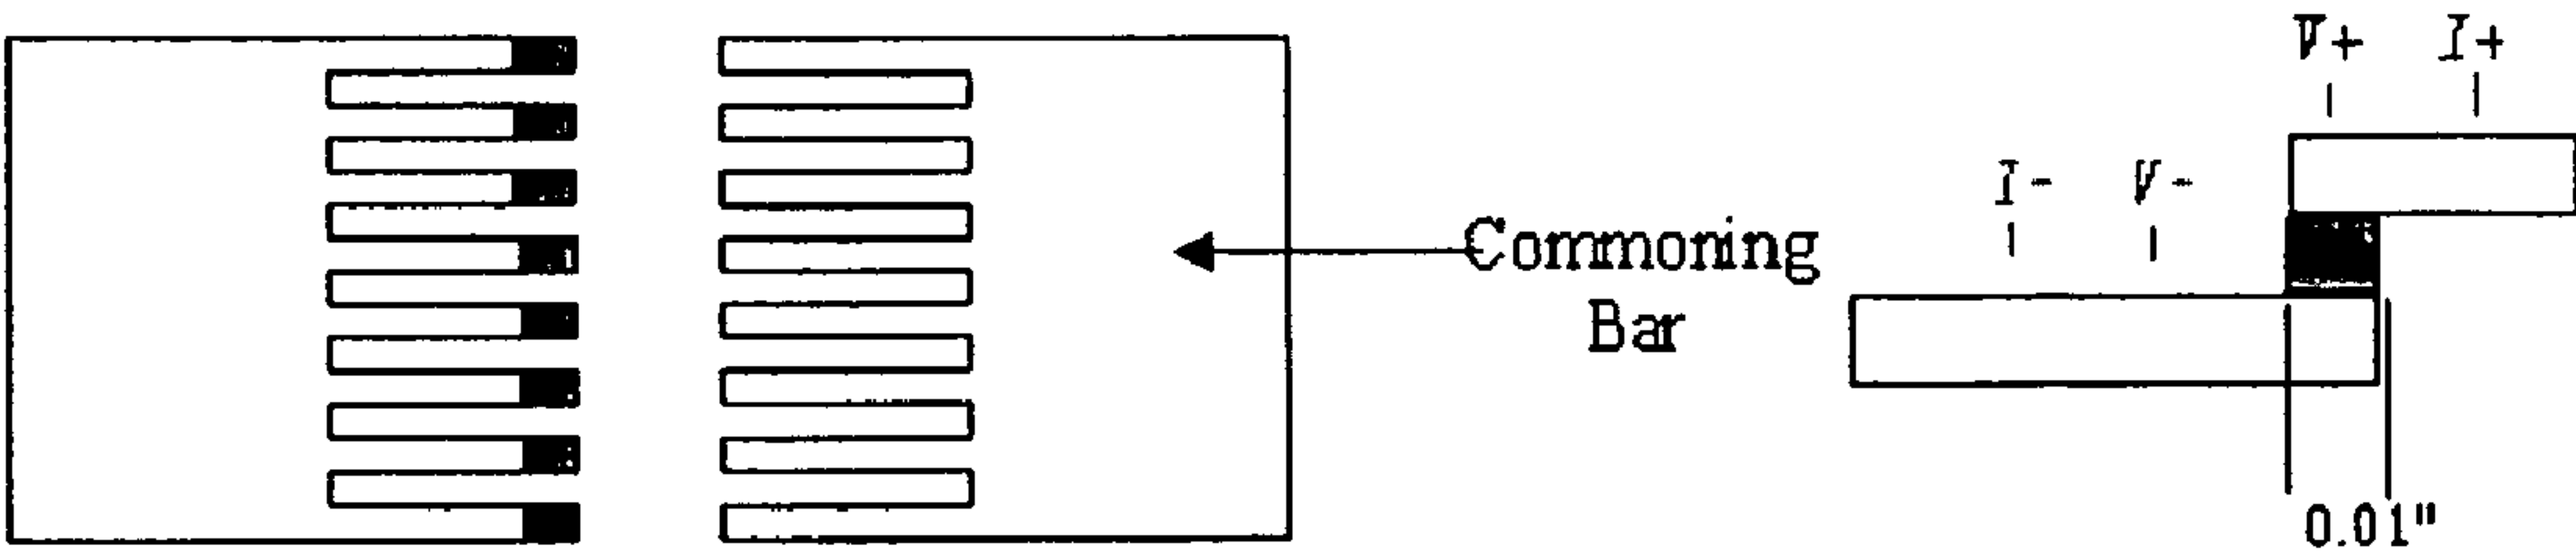 V+ I+
I- V-
Commoning
Bar
0.01"